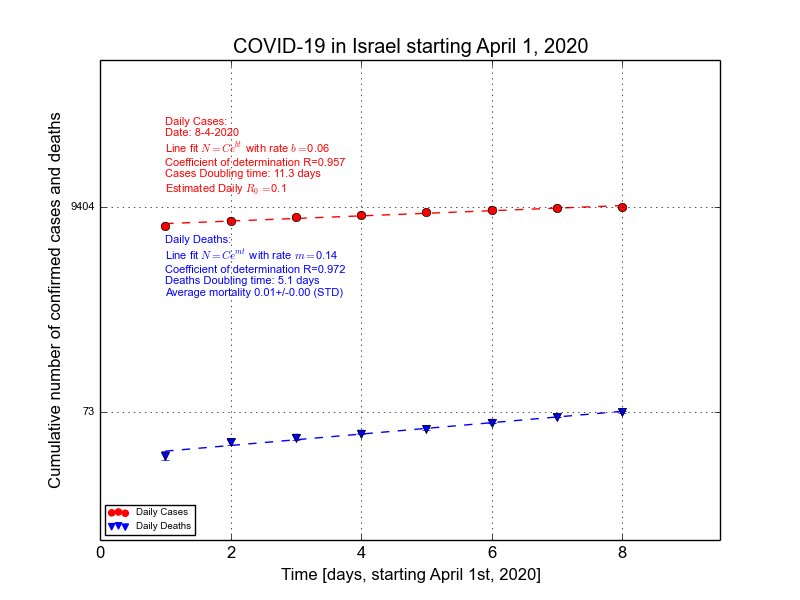 COVID-19 in Israel starting April 1, 2020
Cumulative number of confirmed cases and deaths
Daily Cases:
Date: 8-4-2020
Line fit N=Ce^{bt} with rate b=0.06
Coefficient of determination R=0.957
Cases Doubling time: 11.3 days
Estimated Daily R_0=0.1
9404
Daily Deaths:
Line fit N=Ce^{mt} with rate m=0.14
Coefficient of determination R=0.972
Deaths Doubling time: 5.1 days
Average mortality 0.01+/-0.00 (STD)
73
Daily Cases
Daily Deaths
0 2 4 6 8
Time [days, starting April 1st, 2020]